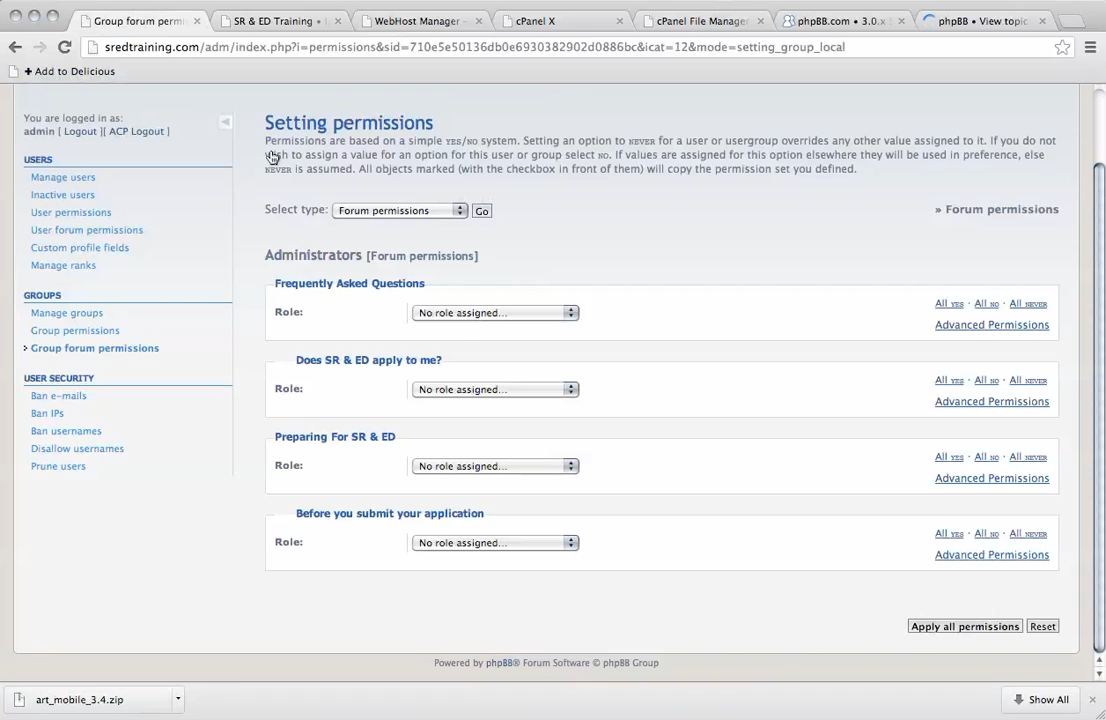 Group forum permi
SR & ED Training •
WebHost Manager -
cPanel X
cPanel File Manage
phpBB.com • 3.0.x
phpBB • View topic
sredtraining.com/adm/index.php?i=permissions&sid=710e5e50136db0e6930382902d0886bc&icat=12&mode=setting_group_local
+ Add to Delicious
You are logged in as:
admin [ Logout ][ ACP Logout ]
USERS
Manage users
Inactive users
User permissions
User forum permissions
Custom profile fields
Manage ranks
GROUPS
Manage groups
Group permissions
Group forum permissions
USER SECURITY
Ban e-mails
Ban IPs
Ban usernames
Disallow usernames
Prune users
Setting permissions
Permissions are based on a simple YES/NO system. Setting an option to NEVER for a user or usergroup overrides any other value assigned to it. If you do not
wish to assign a value for an option for this user or group select NO. If values are assigned for this option elsewhere they will be used in preference, else
NEVER is assumed. All objects marked (with the checkbox in front of them) will copy the permission set you defined.
Select type: Forum permissions Go
» Forum permissions
Administrators [Forum permissions]
Frequently Asked Questions
Role: No role assigned... All YES · All NO · All NEVER
Advanced Permissions
Does SR & ED apply to me?
Role: No role assigned... All YES · All NO · All NEVER
Advanced Permissions
Preparing For SR & ED
Role: No role assigned... All YES · All NO · All NEVER
Advanced Permissions
Before you submit your application
Role: No role assigned... All YES · All NO · All NEVER
Advanced Permissions
Apply all permissions Reset
Powered by phpBB® Forum Software © phpBB Group
art_mobile_3.4.zip
Show All